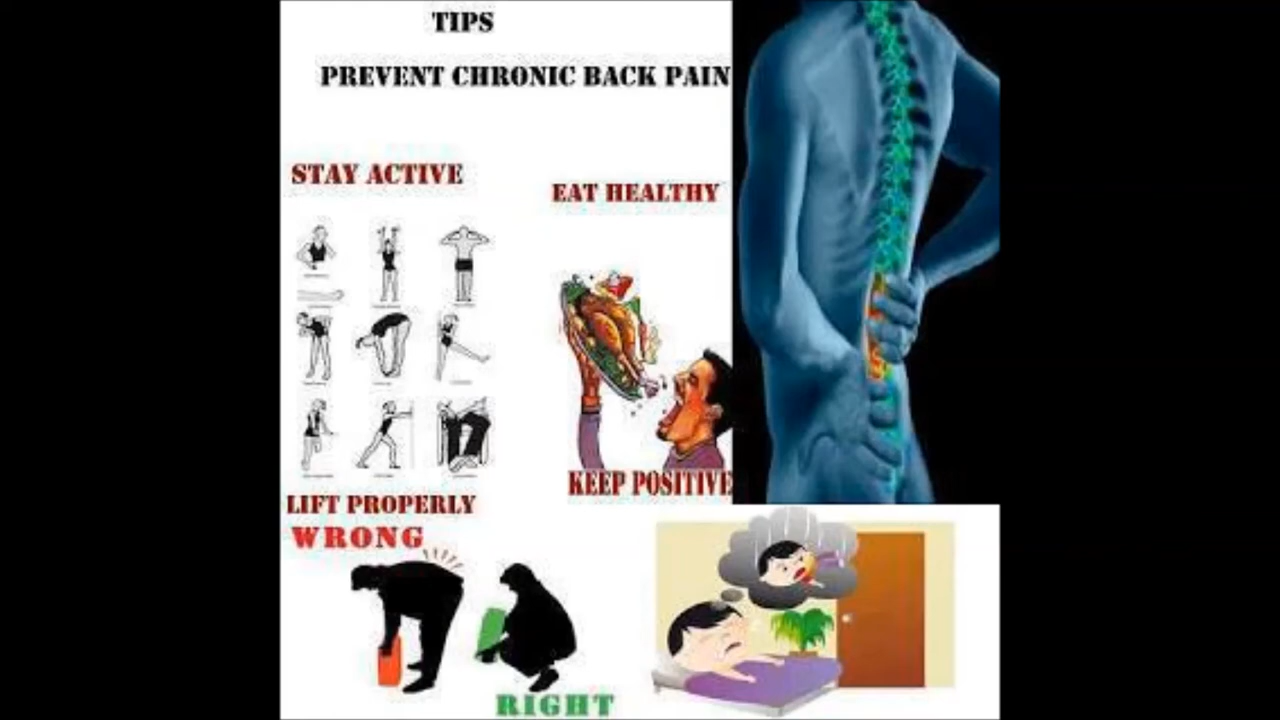 TIPS
PREVENT CHRONIC BACK PAIN
STAY ACTIVE
EAT HEALTHY
KEEP POSITIVE
LIFT PROPERLY
WRONG
RIGHT